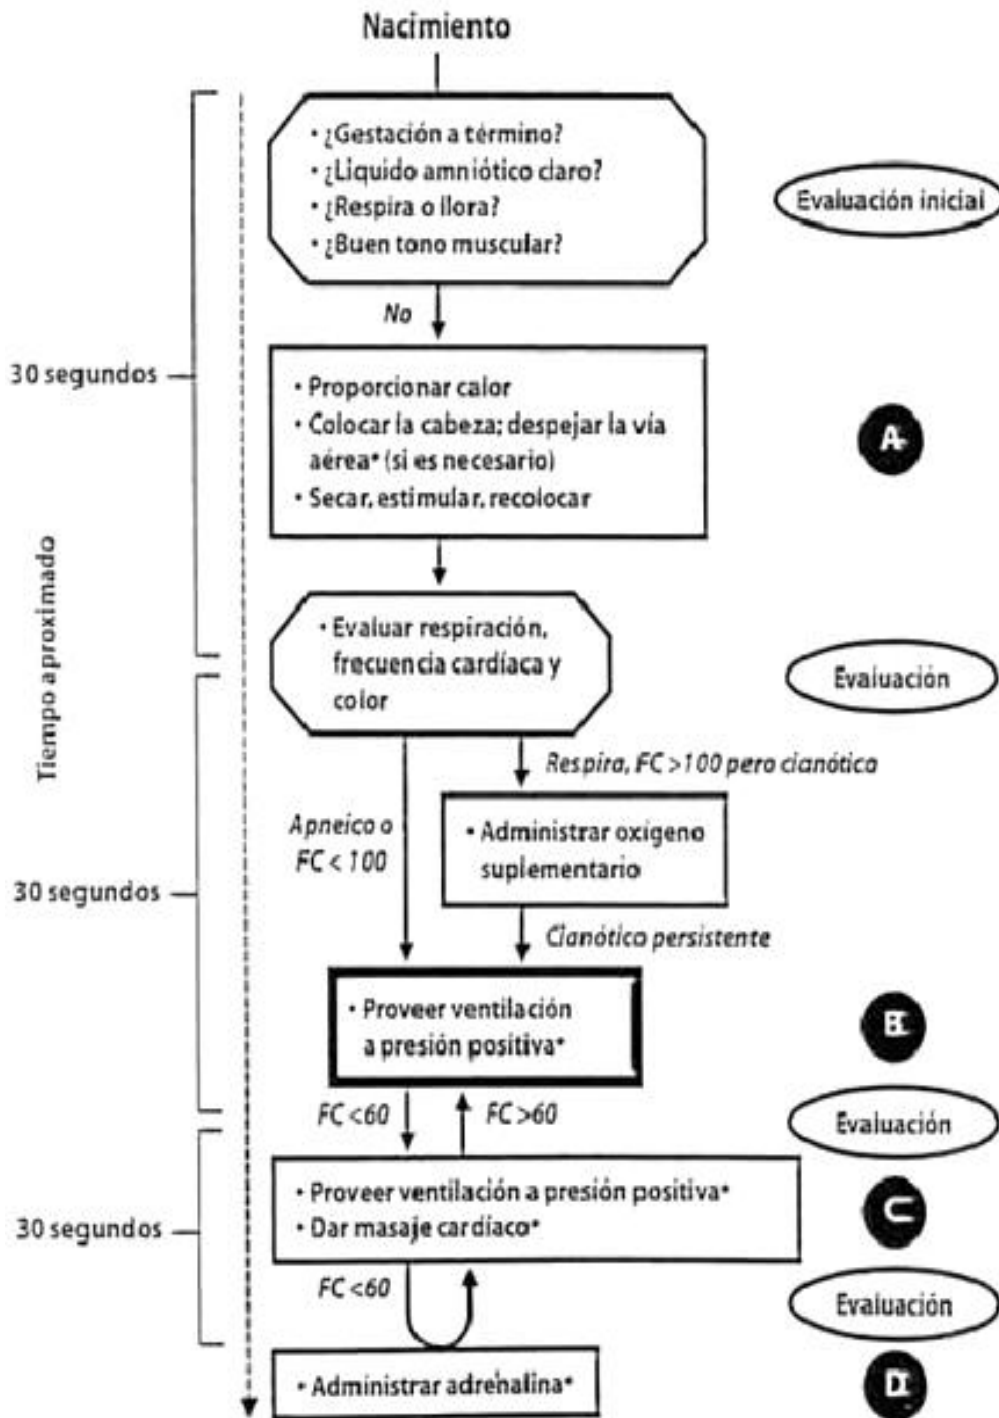 Nacimiento
• ¿Gestación a término?
• ¿Liquido amniótico claro?
• ¿Respira o llora?
• ¿Buen tono muscular?
Evaluación inicial
No
30 segundos
• Proporcionar calor
• Colocar la cabeza; despejar la vía
aérea* (si es necesario)
• Secar, estimular, recolocar
A
Tiempo aproximado
• Evaluar respiración,
frecuencia cardíaca y
color
Evaluación
Respira, FC >100 pero cianótico
Apneico o
FC < 100
• Administrar oxígeno
suplementario
30 segundos
Cianótico persistente
• Proveer ventilación
a presión positiva*
B
FC <60
FC >60
Evaluación
• Proveer ventilación a presión positiva*
• Dar masaje cardíaco*
C
30 segundos
FC <60
Evaluación
• Administrar adrenalina*
D